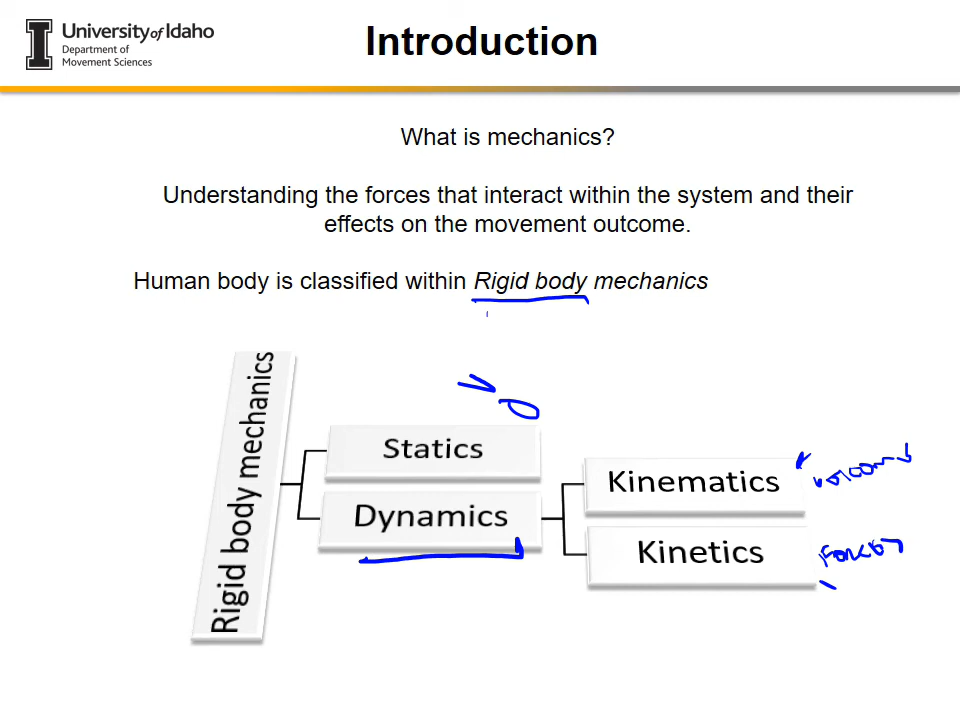 University of Idaho
Department of
Movement Sciences
Introduction
What is mechanics?
Understanding the forces that interact within the system and their
effects on the movement outcome.
Human body is classified within Rigid body mechanics
Rigid body mechanics
Statics
Dynamics
Kinematics
Kinetics
Forces